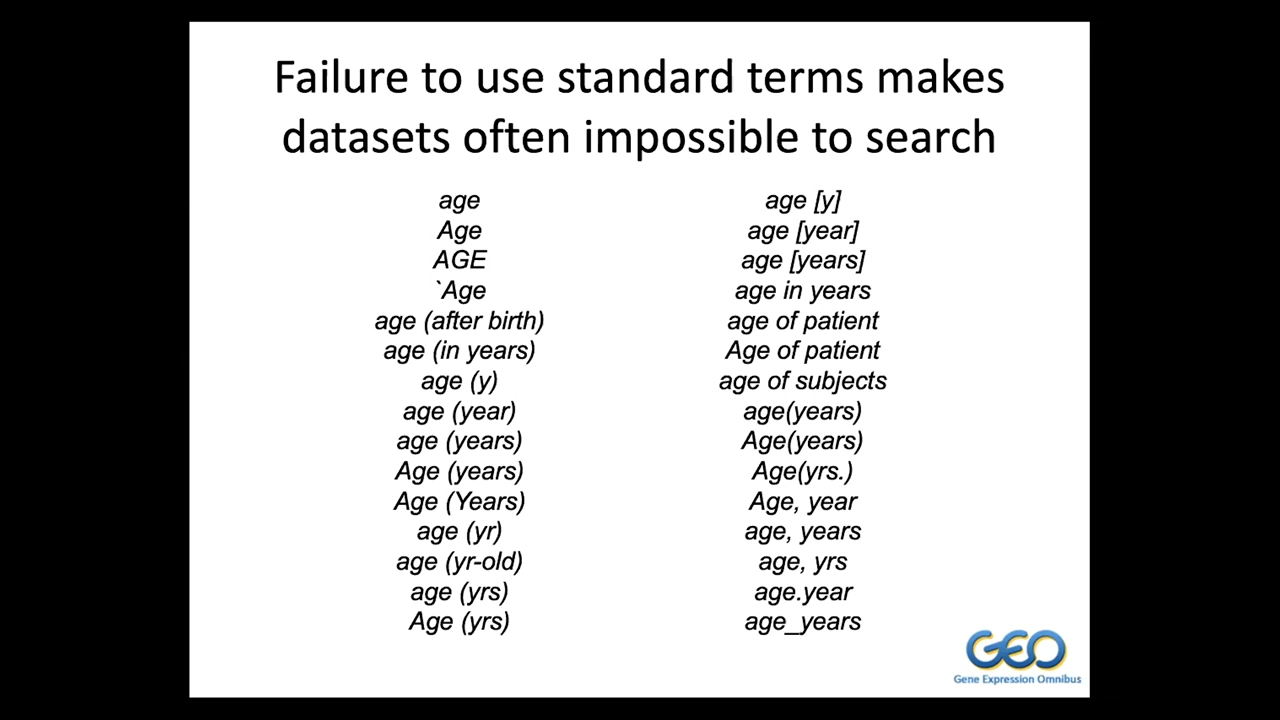 Failure to use standard terms makes
datasets often impossible to search
age
Age
AGE
`Age
age (after birth)
age (in years)
age (y)
age (year)
age (years)
Age (years)
Age (Years)
age (yr)
age (yr-old)
age (yrs)
Age (yrs)
age [y]
age [year]
age [years]
age in years
age of patient
Age of patient
age of subjects
age(years)
Age(years)
Age(yrs.)
Age, year
age, years
age, yrs
age.year
age_years
GEO
Gene Expression Omnibus